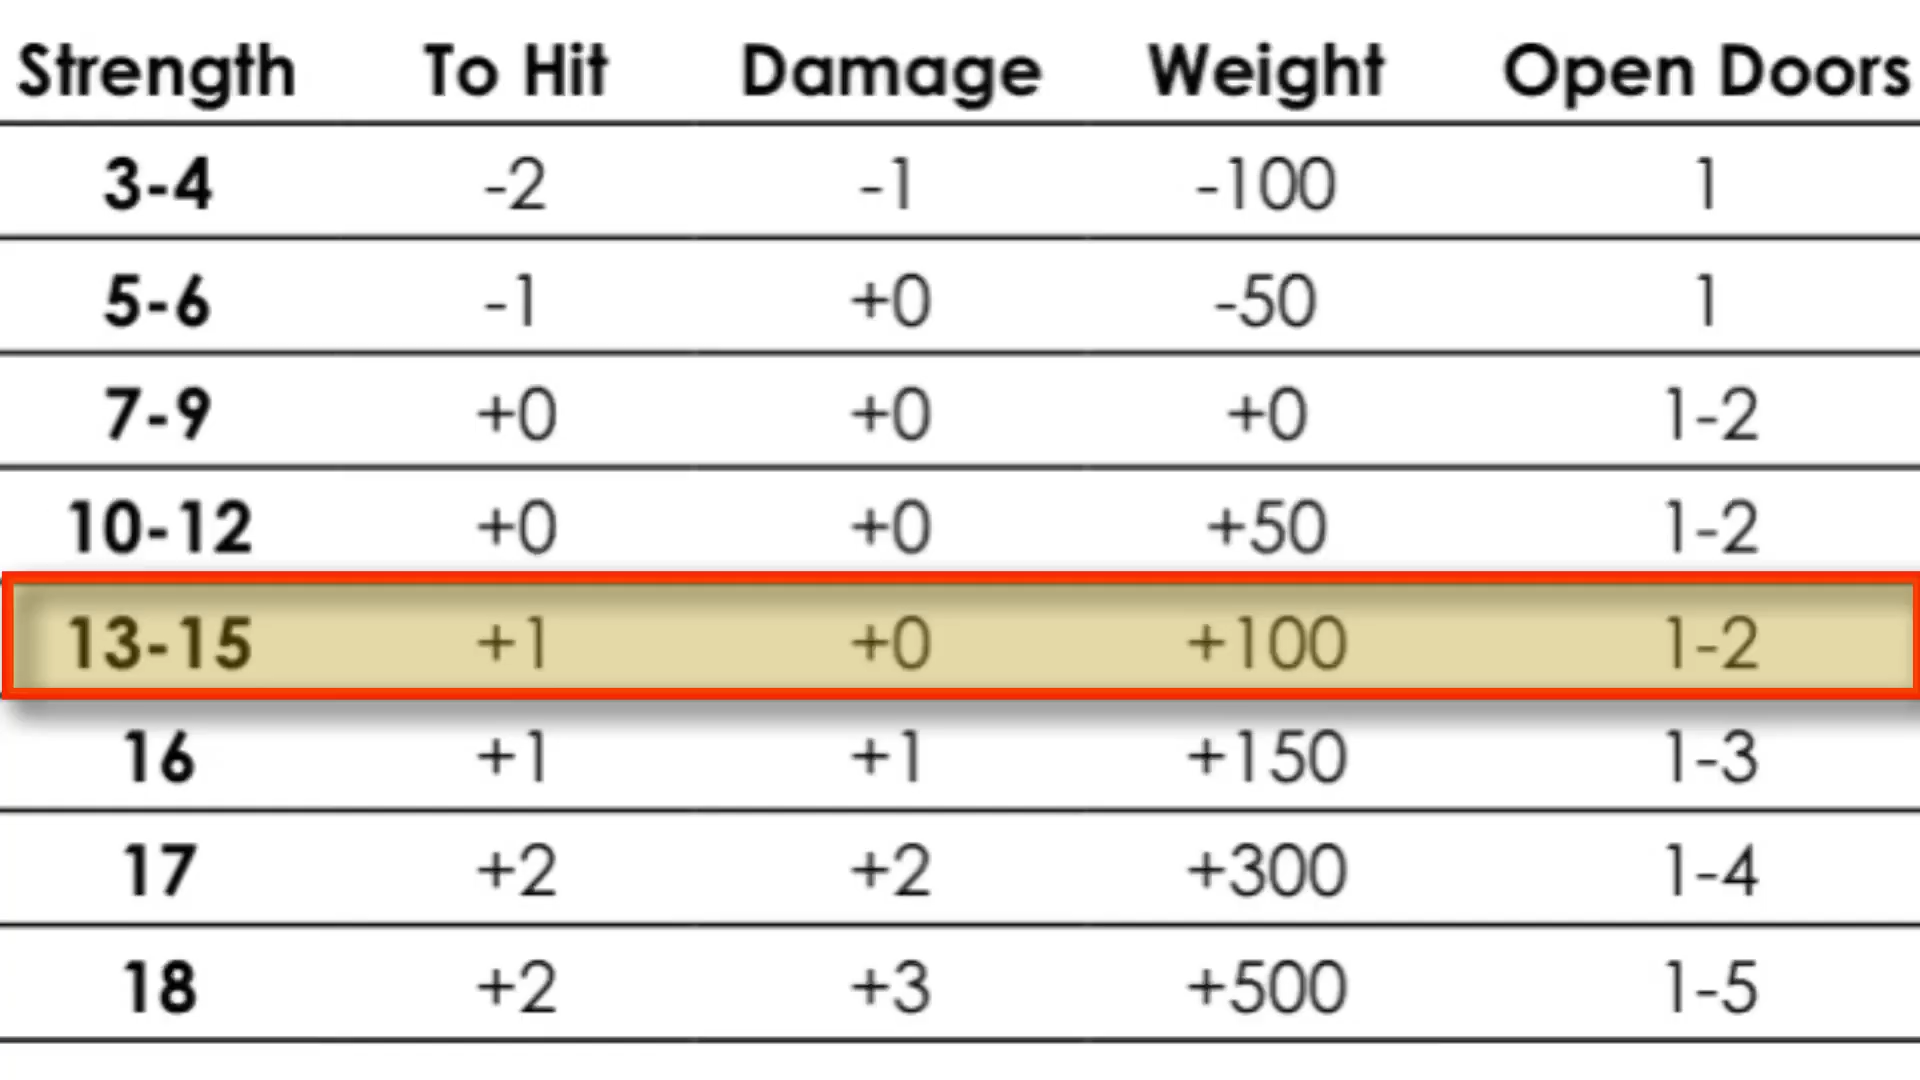 Strength To Hit Damage Weight Open Doors
3-4 -2 -1 -100 1
5-6 -1 +0 -50 1
7-9 +0 +0 +0 1-2
10-12 +0 +0 +50 1-2
13-15 +1 +0 +100 1-2
16 +1 +1 +150 1-3
17 +2 +2 +300 1-4
18 +2 +3 +500 1-5